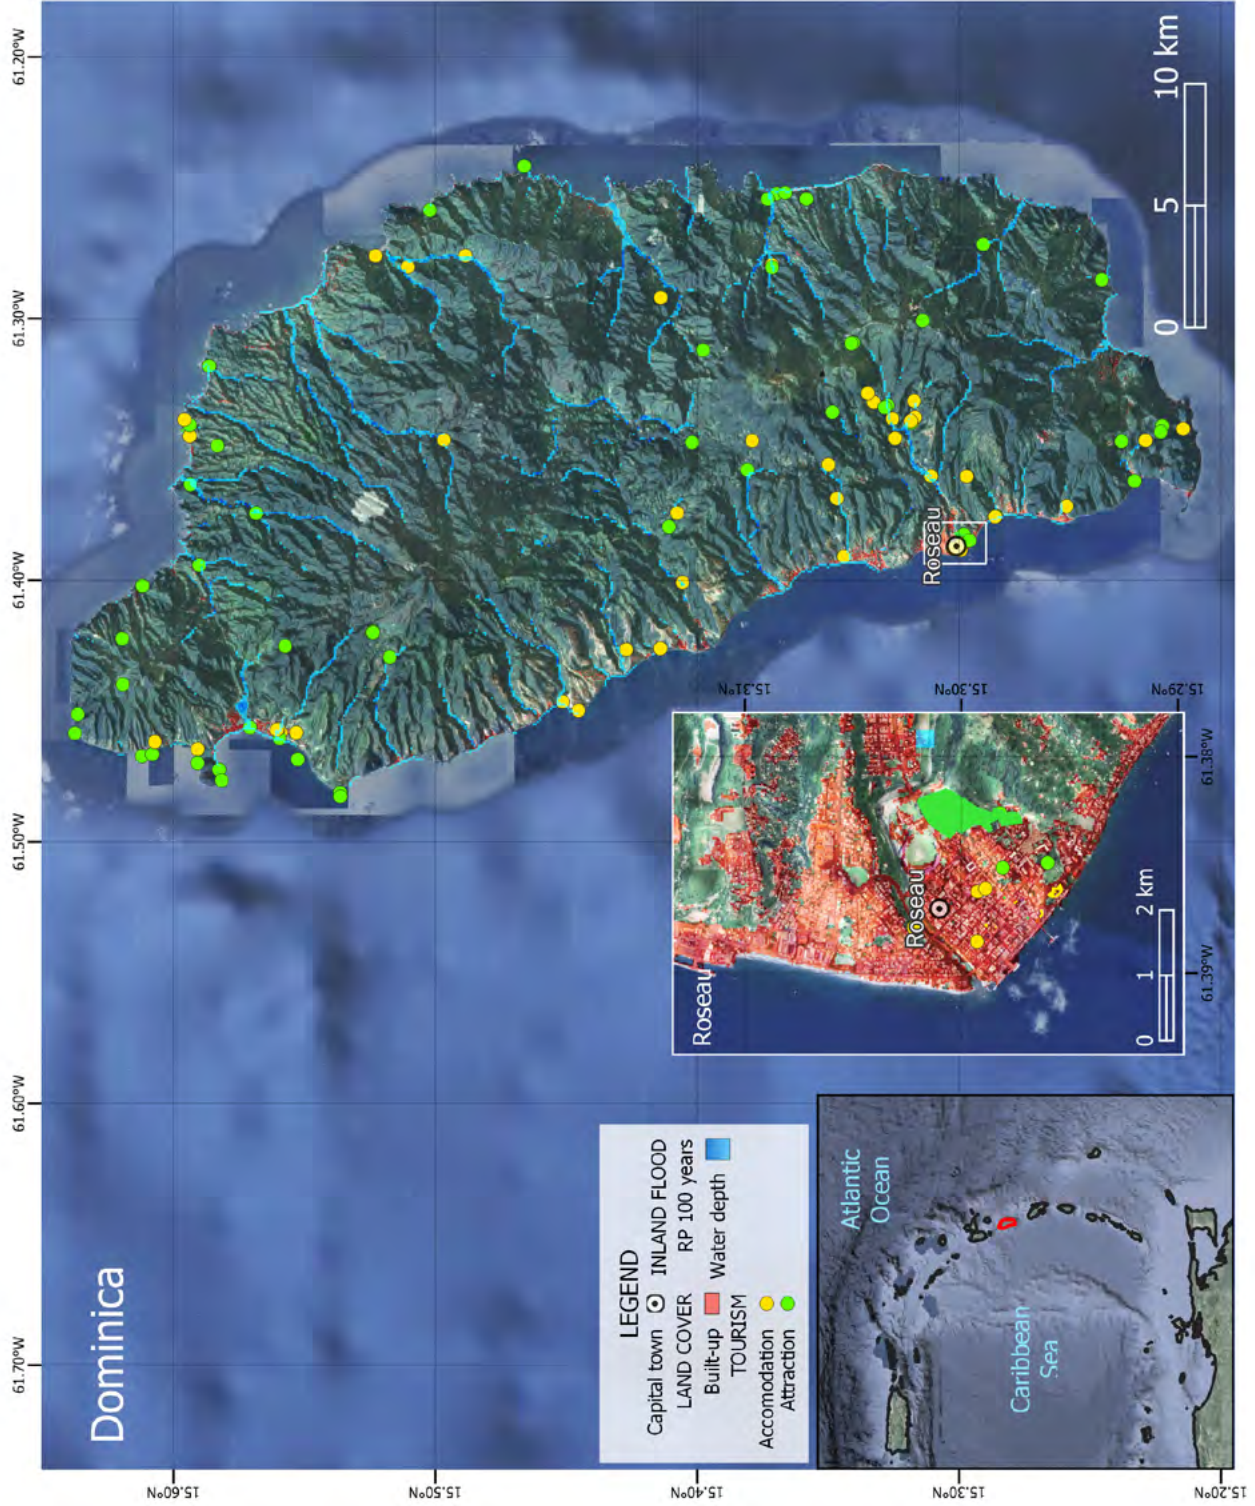 Dominica
61.70°W
61.60°W
61.50°W
61.40°W
61.30°W
61.20°W
15.60°N
15.50°N
15.40°N
15.30°N
15.20°N
Roseau
0
5
10 km
LEGEND
Capital town
LAND COVER
Built-up
TOURISM
Accomodation
Attraction
INLAND FLOOD
RP 100 years
Water depth
Roseau
Roseau
0
1
2 km
15.31°N
15.30°N
15.29°N
61.39°W
61.38°W
Atlantic
Ocean
Caribbean
Sea